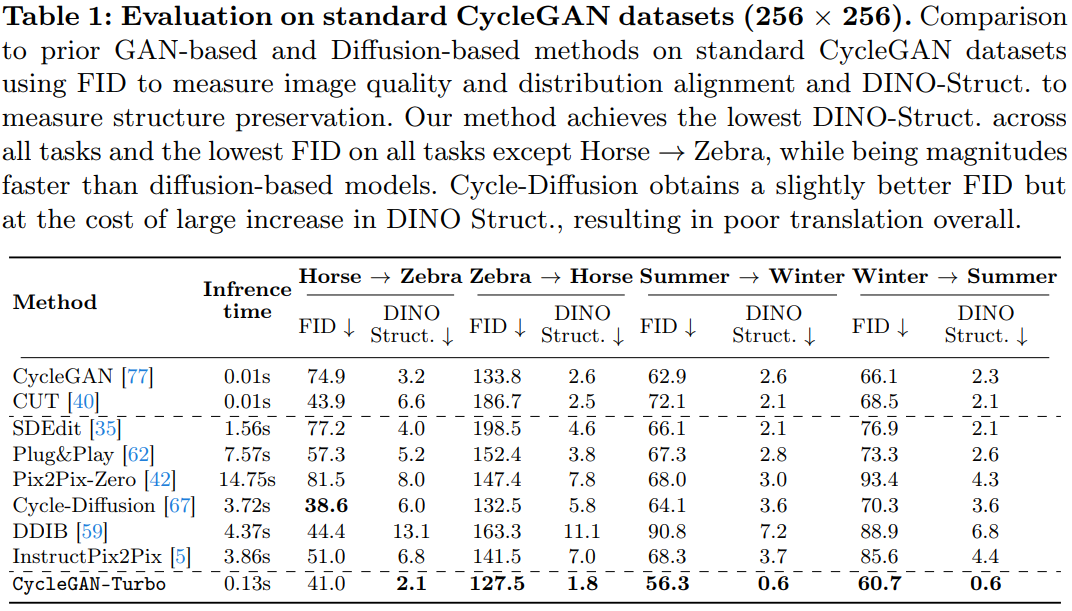 Table 1: Evaluation on standard CycleGAN datasets (256 × 256). Comparison
to prior GAN-based and Diffusion-based methods on standard CycleGAN datasets
using FID to measure image quality and distribution alignment and DINO-Struct. to
measure structure preservation. Our method achieves the lowest DINO-Struct. across
all tasks and the lowest FID on all tasks except Horse → Zebra, while being magnitudes
faster than diffusion-based models. Cycle-Diffusion obtains a slightly better FID but
at the cost of large increase in DINO Struct., resulting in poor translation overall.
Method Infrence time Horse → Zebra Zebra → Horse Summer → Winter Winter → Summer
FID ↓ DINO Struct. ↓ FID ↓ DINO Struct. ↓ FID ↓ DINO Struct. ↓ FID ↓ DINO Struct. ↓
CycleGAN [77] 0.01s 74.9 3.2 133.8 2.6 62.9 2.6 66.1 2.3
CUT [40] 0.01s 43.9 6.6 186.7 2.5 72.1 2.1 68.5 2.1
SDEdit [35] 1.56s 77.2 4.0 198.5 4.6 66.1 2.1 76.9 2.1
Plug&Play [62] 7.57s 57.3 5.2 152.4 3.8 67.3 2.8 73.3 2.6
Pix2Pix-Zero [42] 14.75s 81.5 8.0 147.4 7.8 68.0 3.0 93.4 4.3
Cycle-Diffusion [67] 3.72s 38.6 6.0 132.5 5.8 64.1 3.6 70.3 3.6
DDIB [59] 4.37s 44.4 13.1 163.3 11.1 90.8 7.2 88.9 6.8
InstructPix2Pix [5] 3.86s 51.0 6.8 141.5 7.0 68.3 3.7 85.6 4.4
CycleGAN-Turbo 0.13s 41.0 2.1 127.5 1.8 56.3 0.6 60.7 0.6